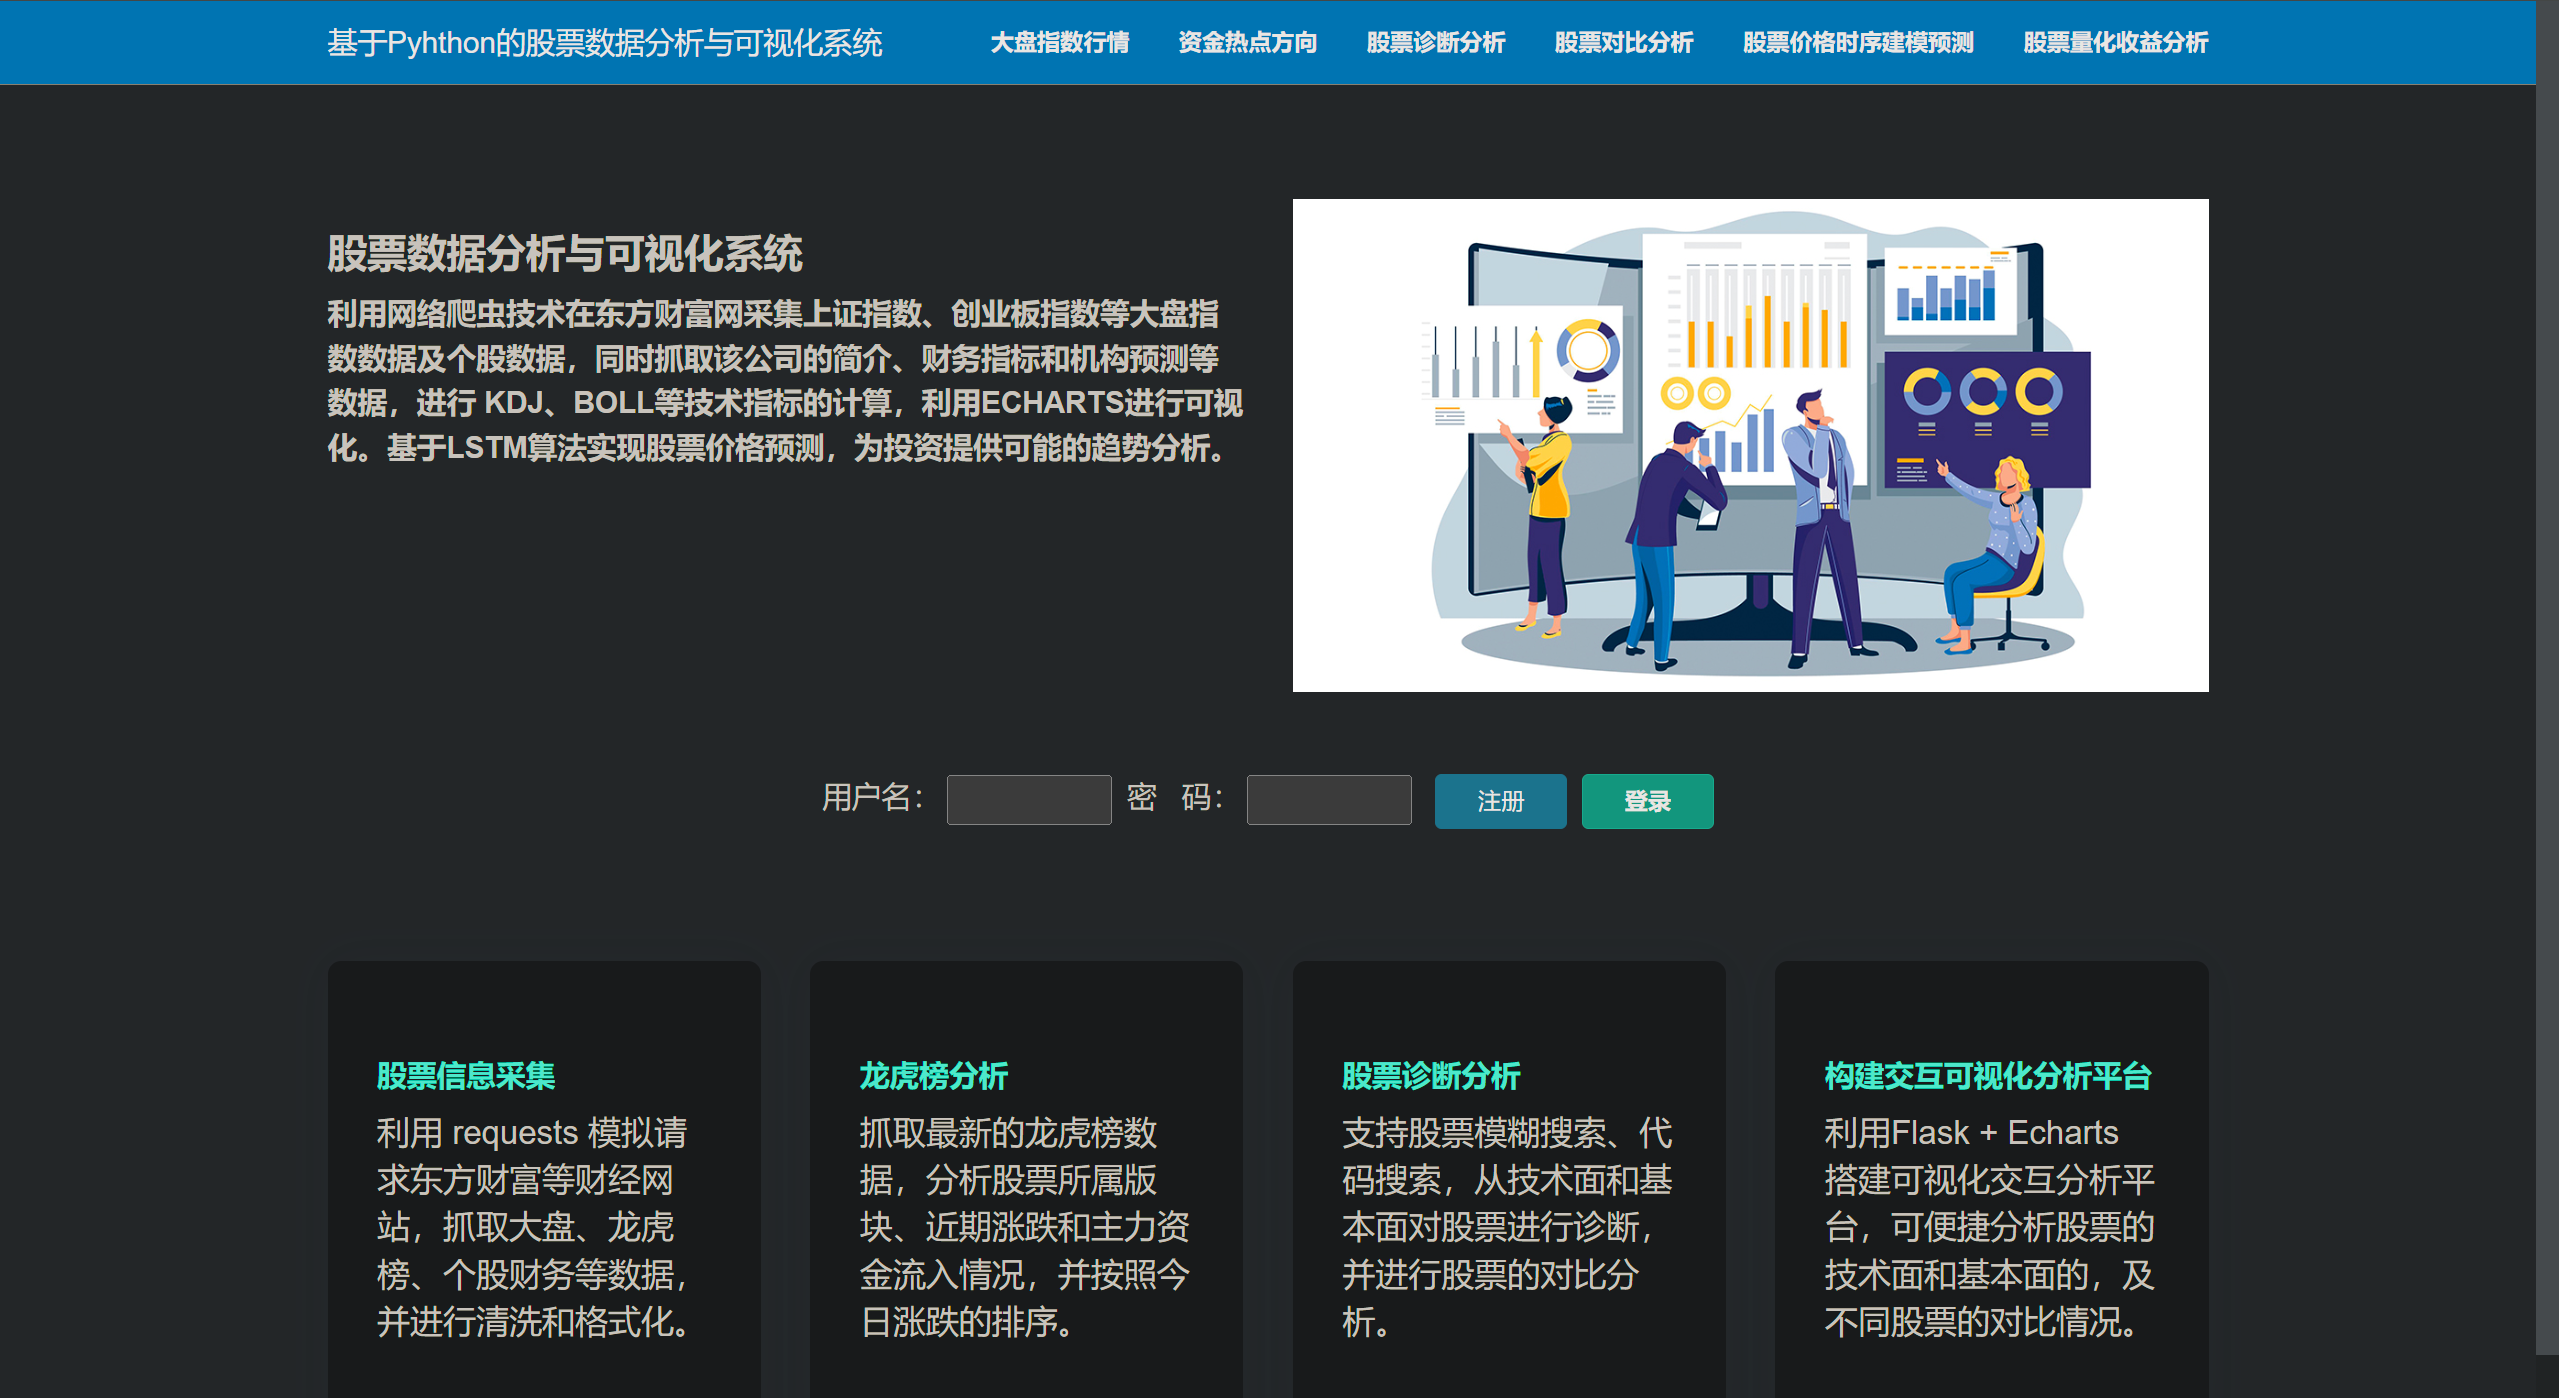 基于Pyhthon的股票数据分析与可视化系统
大盘指数行情
资金热点方向
股票诊断分析
股票对比分析
股票价格时序建模预测
股票量化收益分析
股票数据分析与可视化系统
利用网络爬虫技术在东方财富网采集上证指数、创业板指数等大盘指
数数据及个股数据，同时抓取该公司的简介、财务指标和机构预测等
数据，进行 KDJ、BOLL等技术指标的计算，利用ECHARTS进行可视
化。基于LSTM算法实现股票价格预测，为投资提供可能的趋势分析。
用户名：
密 码：
注册
登录
股票信息采集
利用 requests 模拟请
求东方财富等财经网
站，抓取大盘、龙虎
榜、个股财务等数据，
并进行清洗和格式化。
龙虎榜分析
抓取最新的龙虎榜数
据，分析股票所属版
块、近期涨跌和主力资
金流入情况，并按照今
日涨跌的排序。
股票诊断分析
支持股票模糊搜索、代
码搜索，从技术面和基
本面对股票进行诊断，
并进行股票的对比分
析。
构建交互可视化分析平台
利用Flask + Echarts
搭建可视化交互分析平
台，可便捷分析股票的
技术面和基本面的，及
不同股票的对比情况。